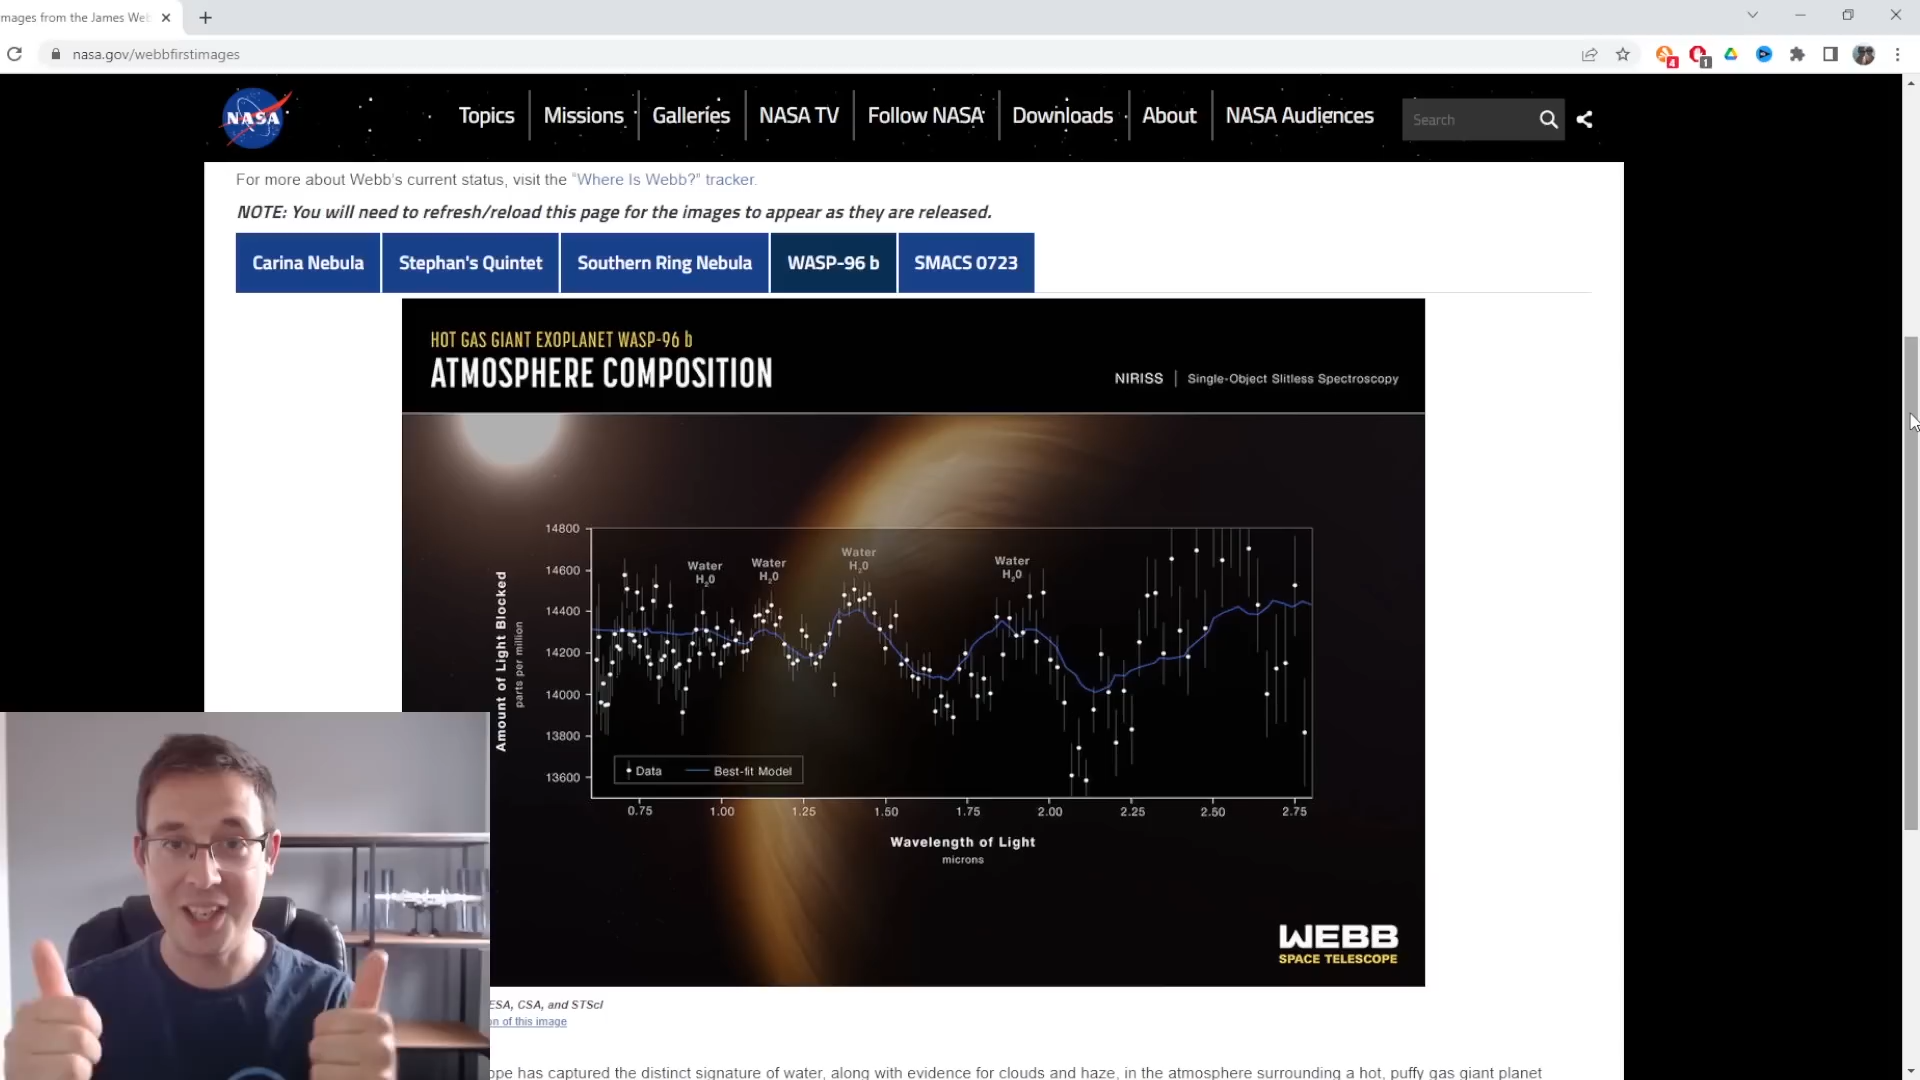 mages from the James We
nasa.gov/webbfirstimages
4
1
NASA
Topics
Missions
Galleries
NASA TV
Follow NASA
Downloads
About
NASA Audiences
Search
For more about Webb's current status, visit the "Where Is Webb?" tracker.
NOTE: You will need to refresh/reload this page for the images to appear as they are released.
Carina Nebula
Stephan's Quintet
Southern Ring Nebula
WASP-96 b
SMACS 0723
HOT GAS GIANT EXOPLANET WASP-96 b
ATMOSPHERE COMPOSITION
NIRISS | Single-Object Slitless Spectroscopy
14800
14600
14400
14200
14000
13800
13600
Amount of Light Blocked
parts per million
Water
H2O
Water
H2O
Water
H2O
Water
H2O
Data
Best-fit Model
0.75
1.00
1.25
1.50
1.75
2.00
2.25
2.50
2.75
Wavelength of Light
microns
WEBB
SPACE TELESCOPE
ESA, CSA, and STScI
on of this image
ope has captured the distinct signature of water, along with evidence for clouds and haze, in the atmosphere surrounding a hot, puffy gas giant planet